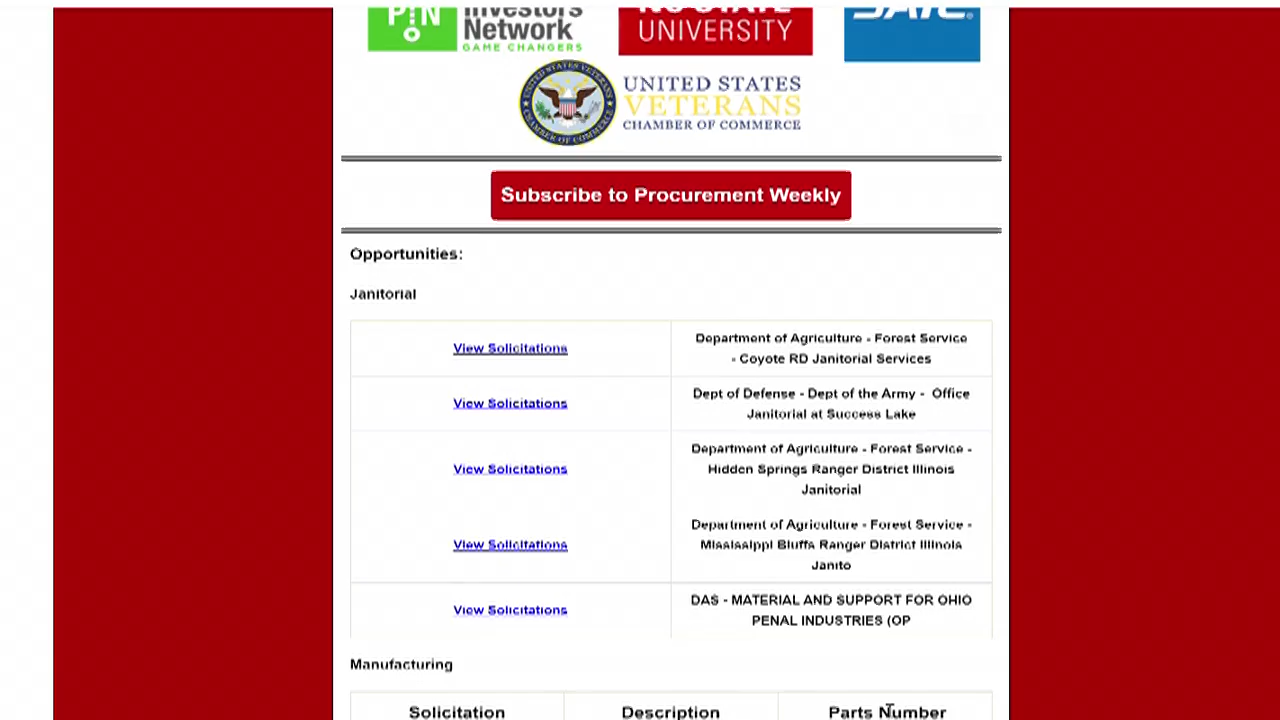 PIN
Investors
Network
GAME CHANGERS
UNIVERSITY
SAIC
UNITED STATES
VETERANS
CHAMBER OF COMMERCE
Subscribe to Procurement Weekly
Opportunities:
Janitorial
View Solicitations
Department of Agriculture - Forest Service
- Coyote RD Janitorial Services
View Solicitations
Dept of Defense - Dept of the Army - Office
Janitorial at Success Lake
View Solicitations
Department of Agriculture - Forest Service -
Hidden Springs Ranger District Illinois
Janitorial
View Solicitations
Department of Agriculture - Forest Service -
Mississippi Bluffs Ranger District Illinois
Janito
View Solicitations
DAS - MATERIAL AND SUPPORT FOR OHIO
PENAL INDUSTRIES (OP
Manufacturing
Solicitation Description Parts Number